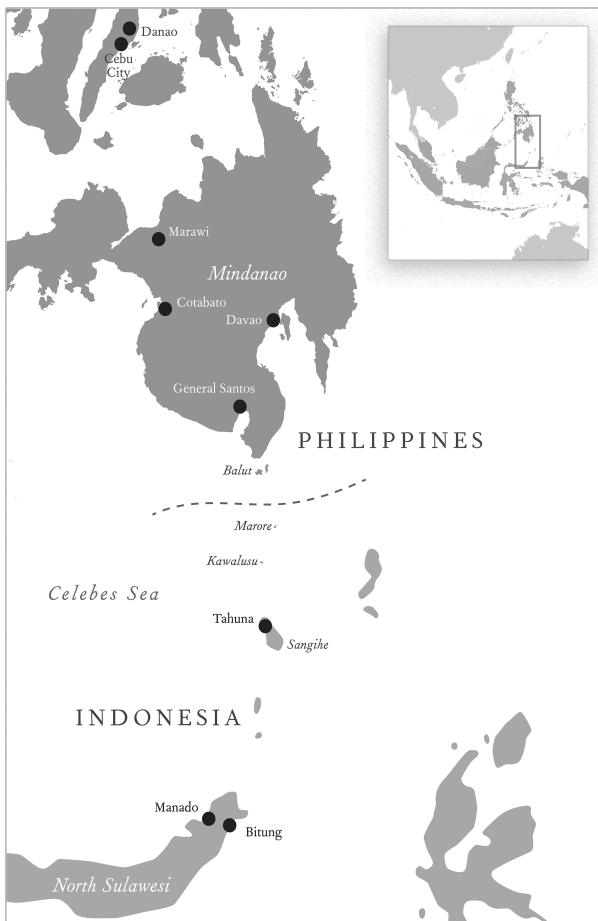 Danao
Cebu
City
Marawi
Mindanao
Cotabato
Davao
General Santos
PHILIPPINES
Balut
Marore
Kawalusu
Celebes Sea
Tahuna
Sangihe
INDONESIA
Manado
Bitung
North Sulawesi